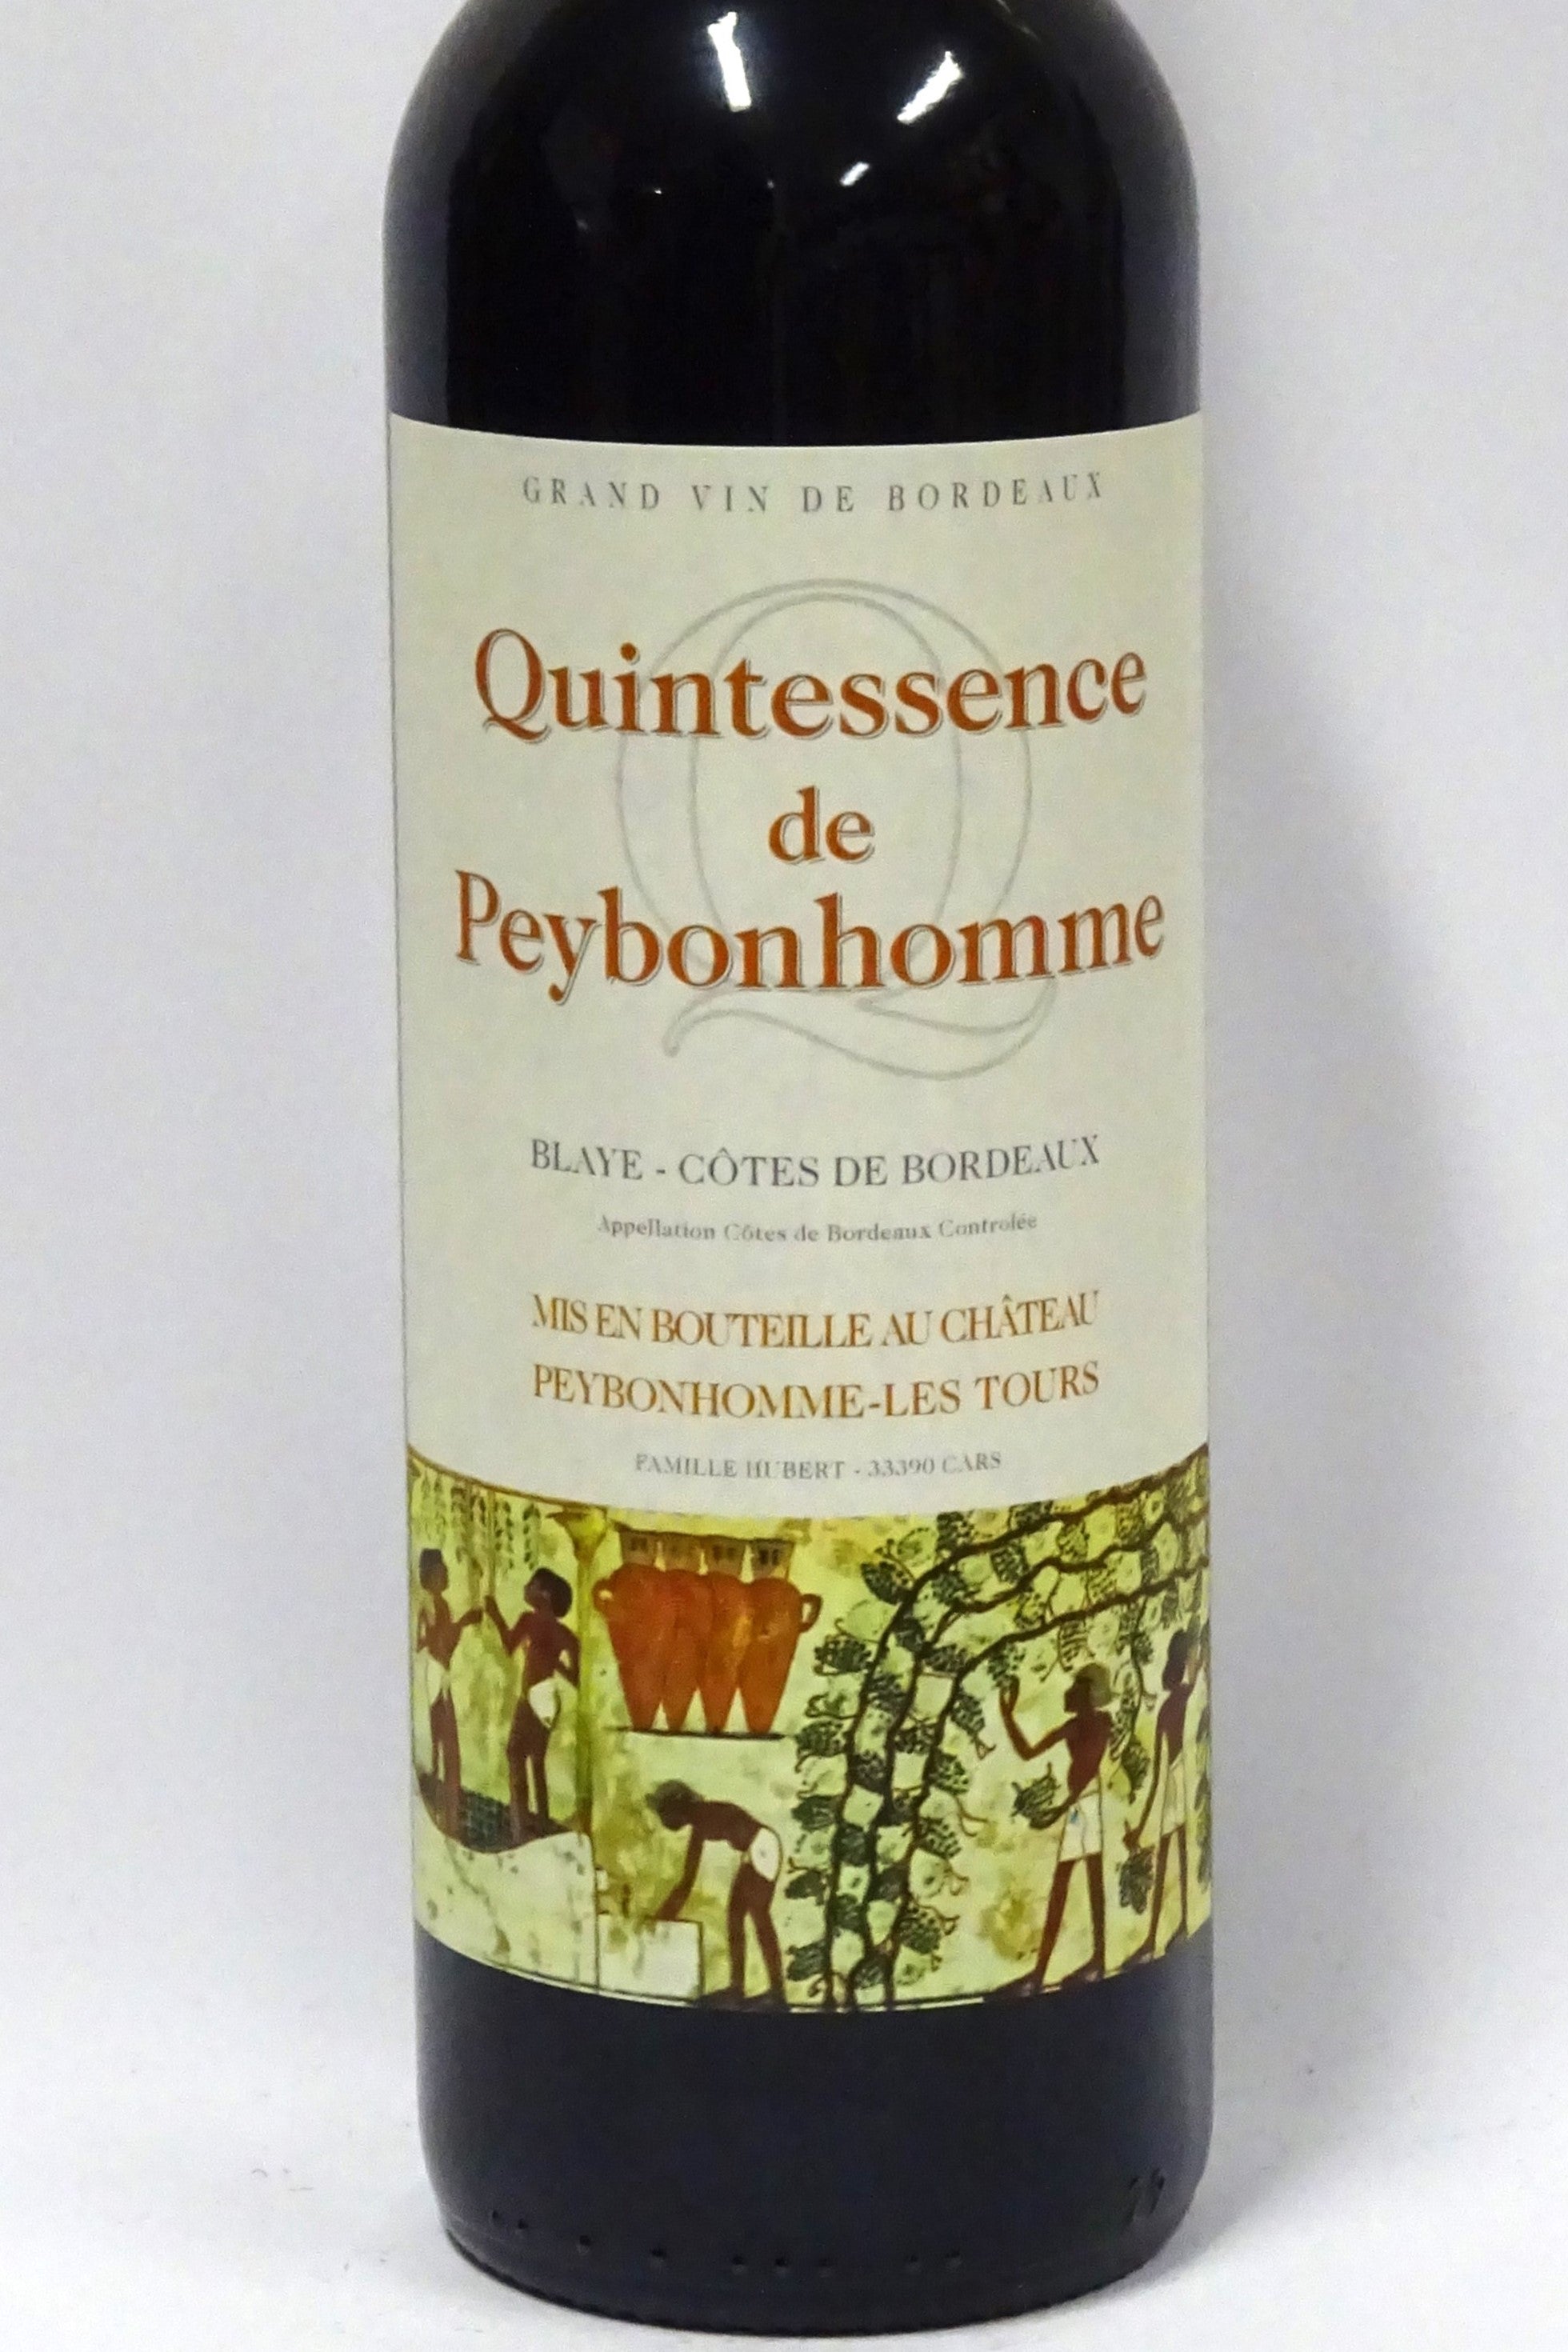 GRAND VIN DE BORDEAUX
Quintessence
de
Peybonhomme
BLAYE - CÔTES DE BORDEAUX
Appellation Côtes de Bordeaux Controlée
MIS EN BOUTEILLE AU CHÂTEAU
PEYBONHOMME-LES TOURS
FAMILLE HUBERT - 33390 CARS